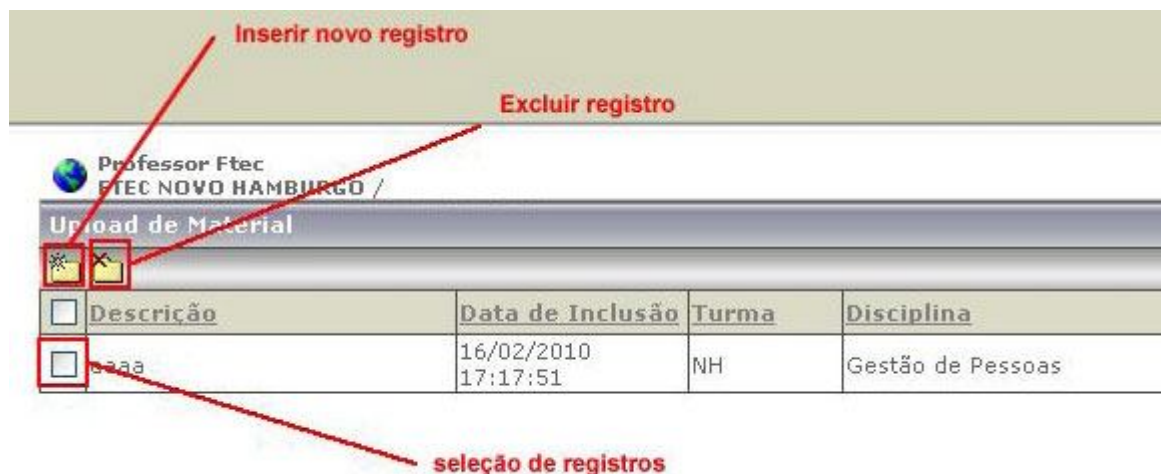 Inserir novo registro
Excluir registro
Professor Ftec
FTEC NOVO HAMBURGO /
Upload de Material
Descrição Data de Inclusão Turma Disciplina
aaaa 16/02/2010 NH Gestão de Pessoas
17:17:51
seleção de registros